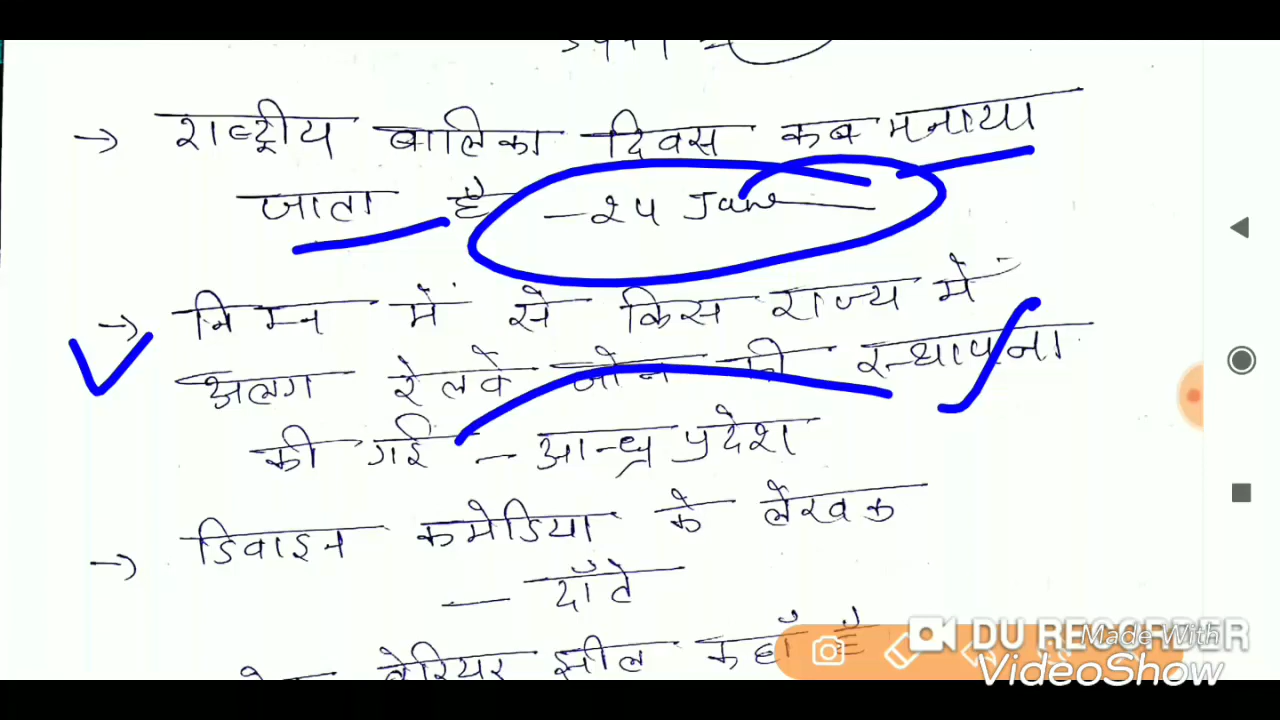 → राष्ट्रीय बालिका दिवस कब मनाया
जाता है – २4 Jan
→ निम्न में से किस राज्य में
अलग रेलवे जोन की स्थापना
की गई – आन्ध्र प्रदेश
→ डिवाइन कमेडिया के लेखक
– दाँते
बेरियर झील कहाँ है
DU RECORDER
Made With
VideoShow